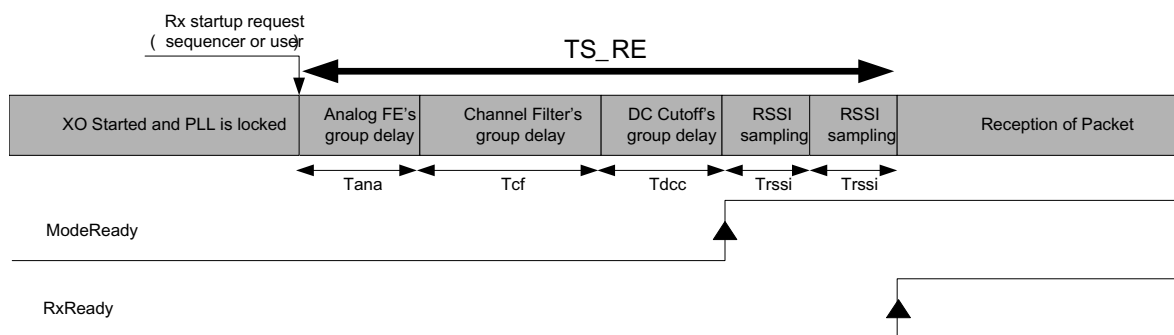 Rx startup request
( sequencer or user)
TS_RE
XO Started and PLL is locked
Analog FE's
group delay
Channel Filter's
group delay
DC Cutoff's
group delay
RSSI
sampling
RSSI
sampling
Reception of Packet
Tana
Tcf
Tdcc
Trssi
Trssi
ModeReady
RxReady